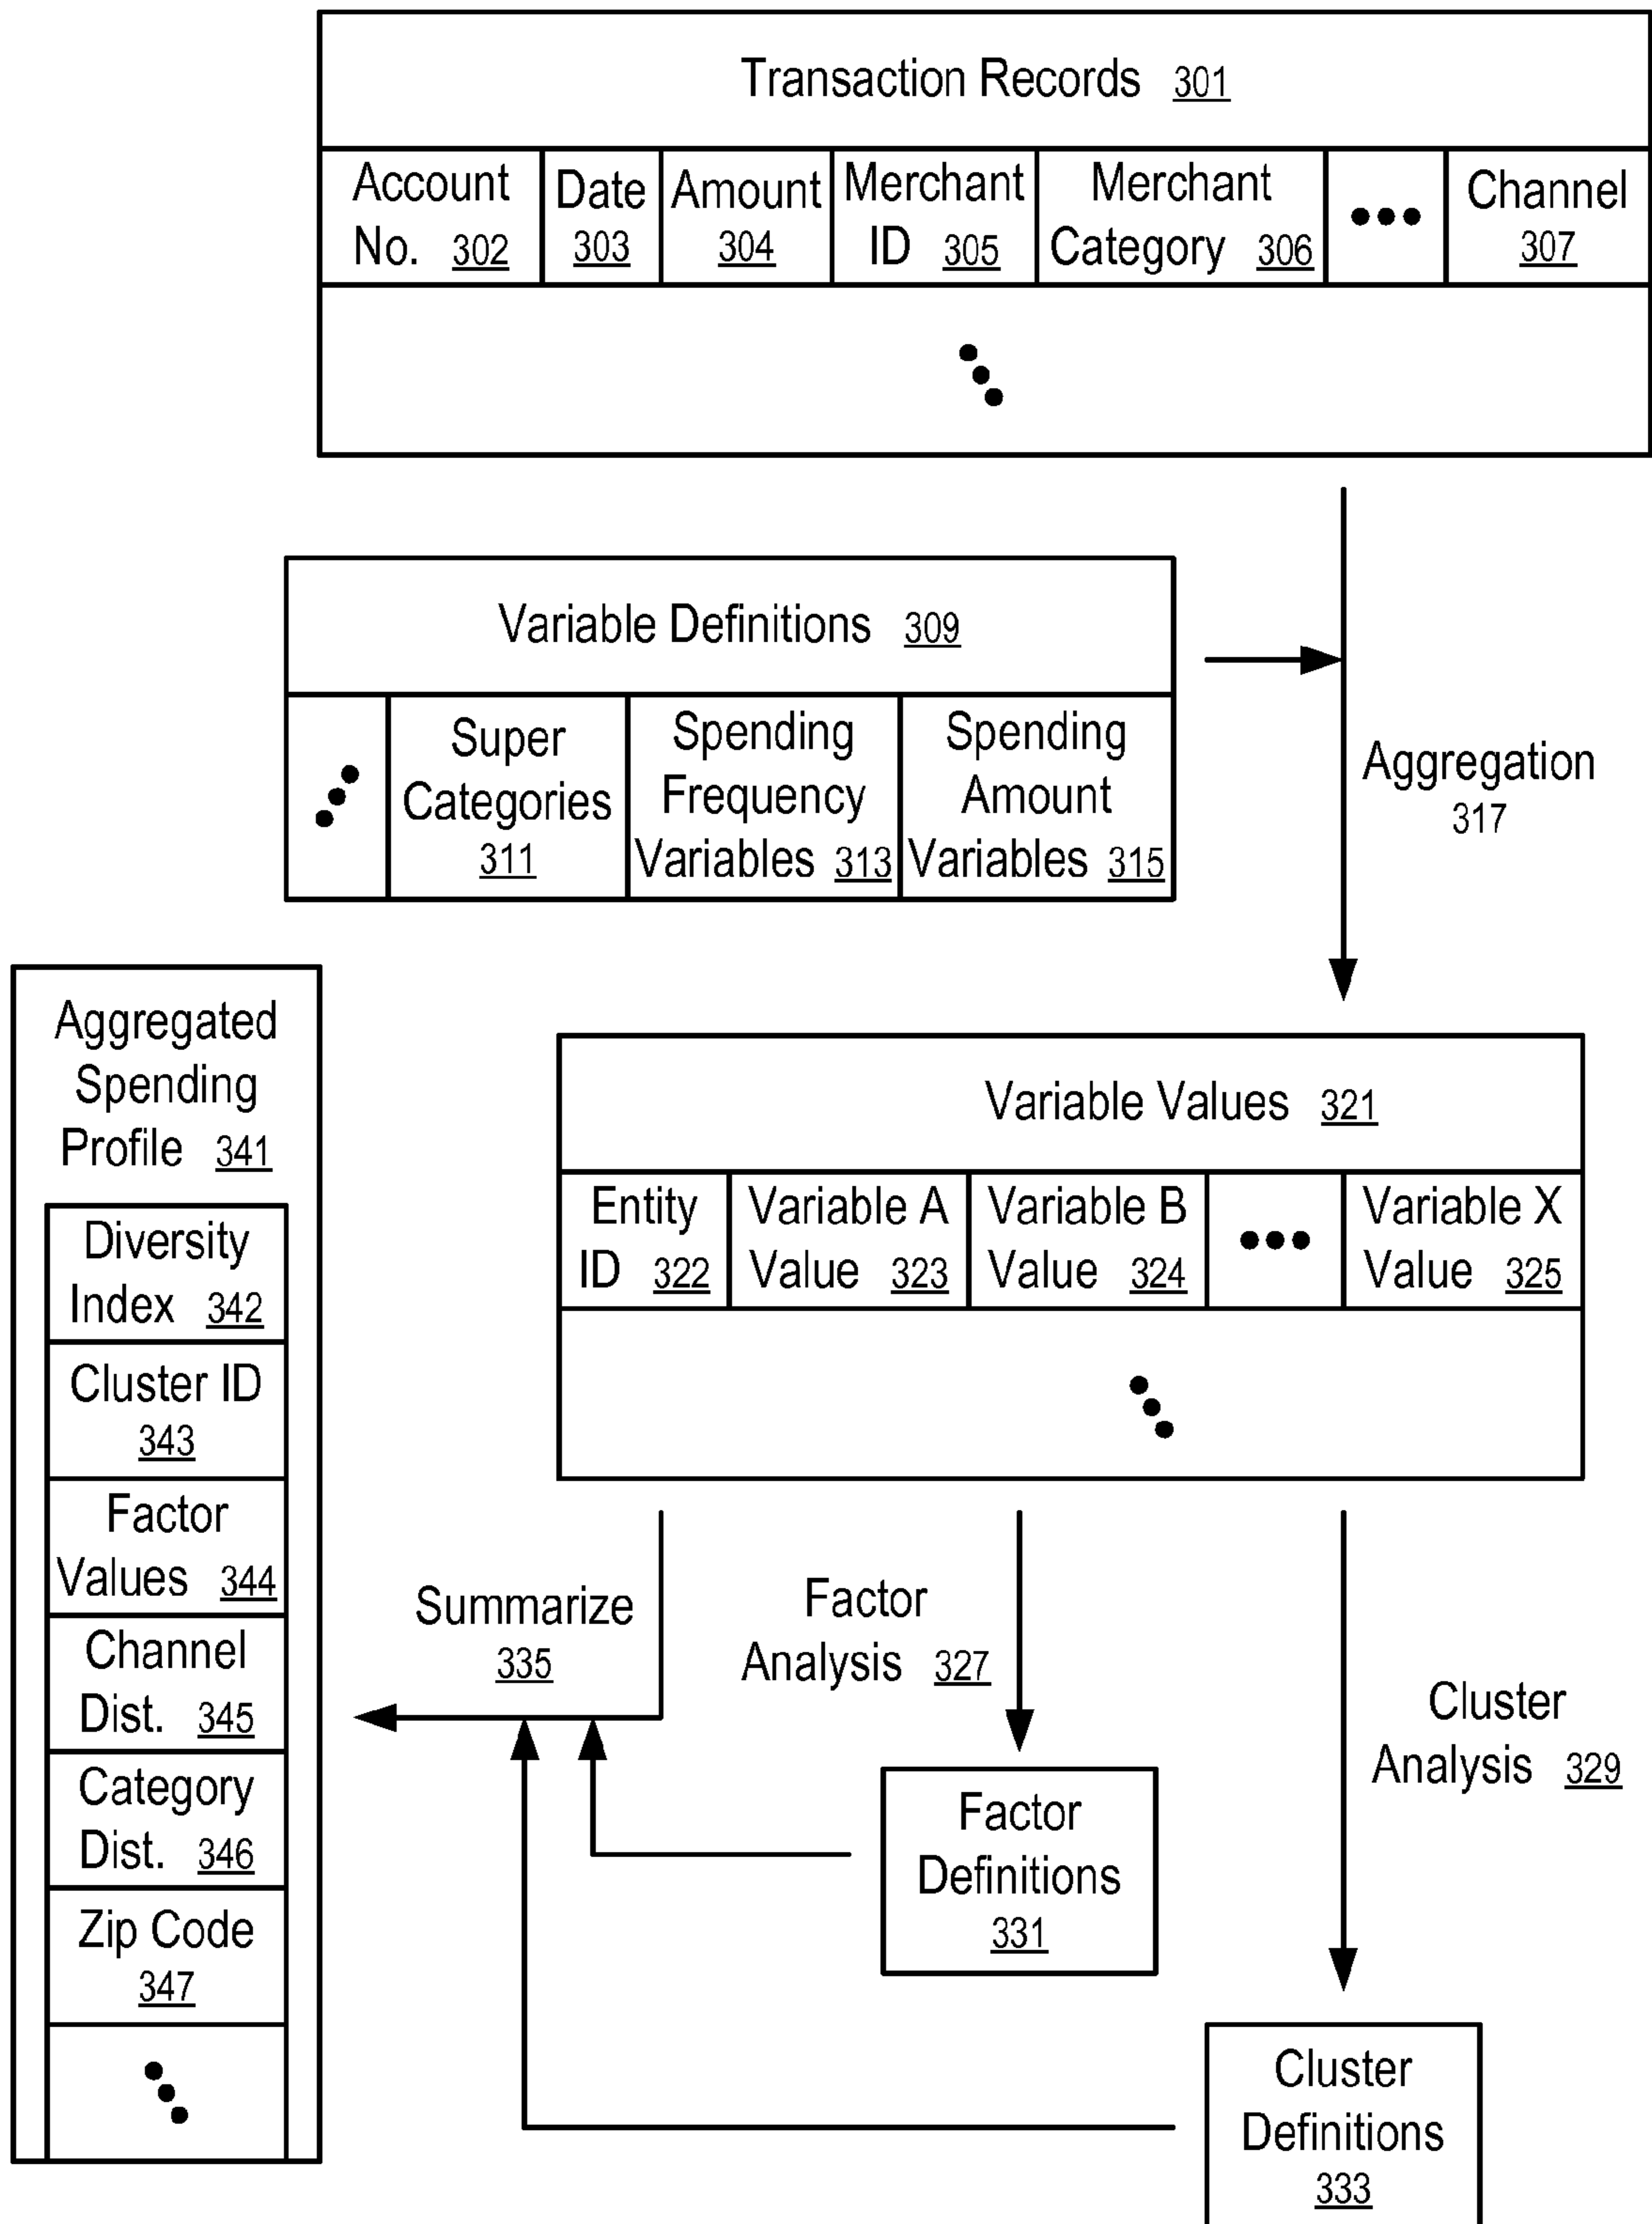 Transaction Records 301
Account
No. 302
Date
303
Amount
304
Merchant
ID 305
Merchant
Category 306
Channel
307
Variable Definitions 309
Super
Categories
311
Spending
Frequency
Variables 313
Spending
Amount
Variables 315
Aggregation
317
Aggregated
Spending
Profile 341
Diversity
Index 342
Cluster ID
343
Factor
Values 344
Channel
Dist. 345
Category
Dist. 346
Zip Code
347
Variable Values 321
Entity
ID 322
Variable A
Value 323
Variable B
Value 324
Variable X
Value 325
Summarize
335
Factor
Analysis 327
Cluster
Analysis 329
Factor
Definitions
331
Cluster
Definitions
333